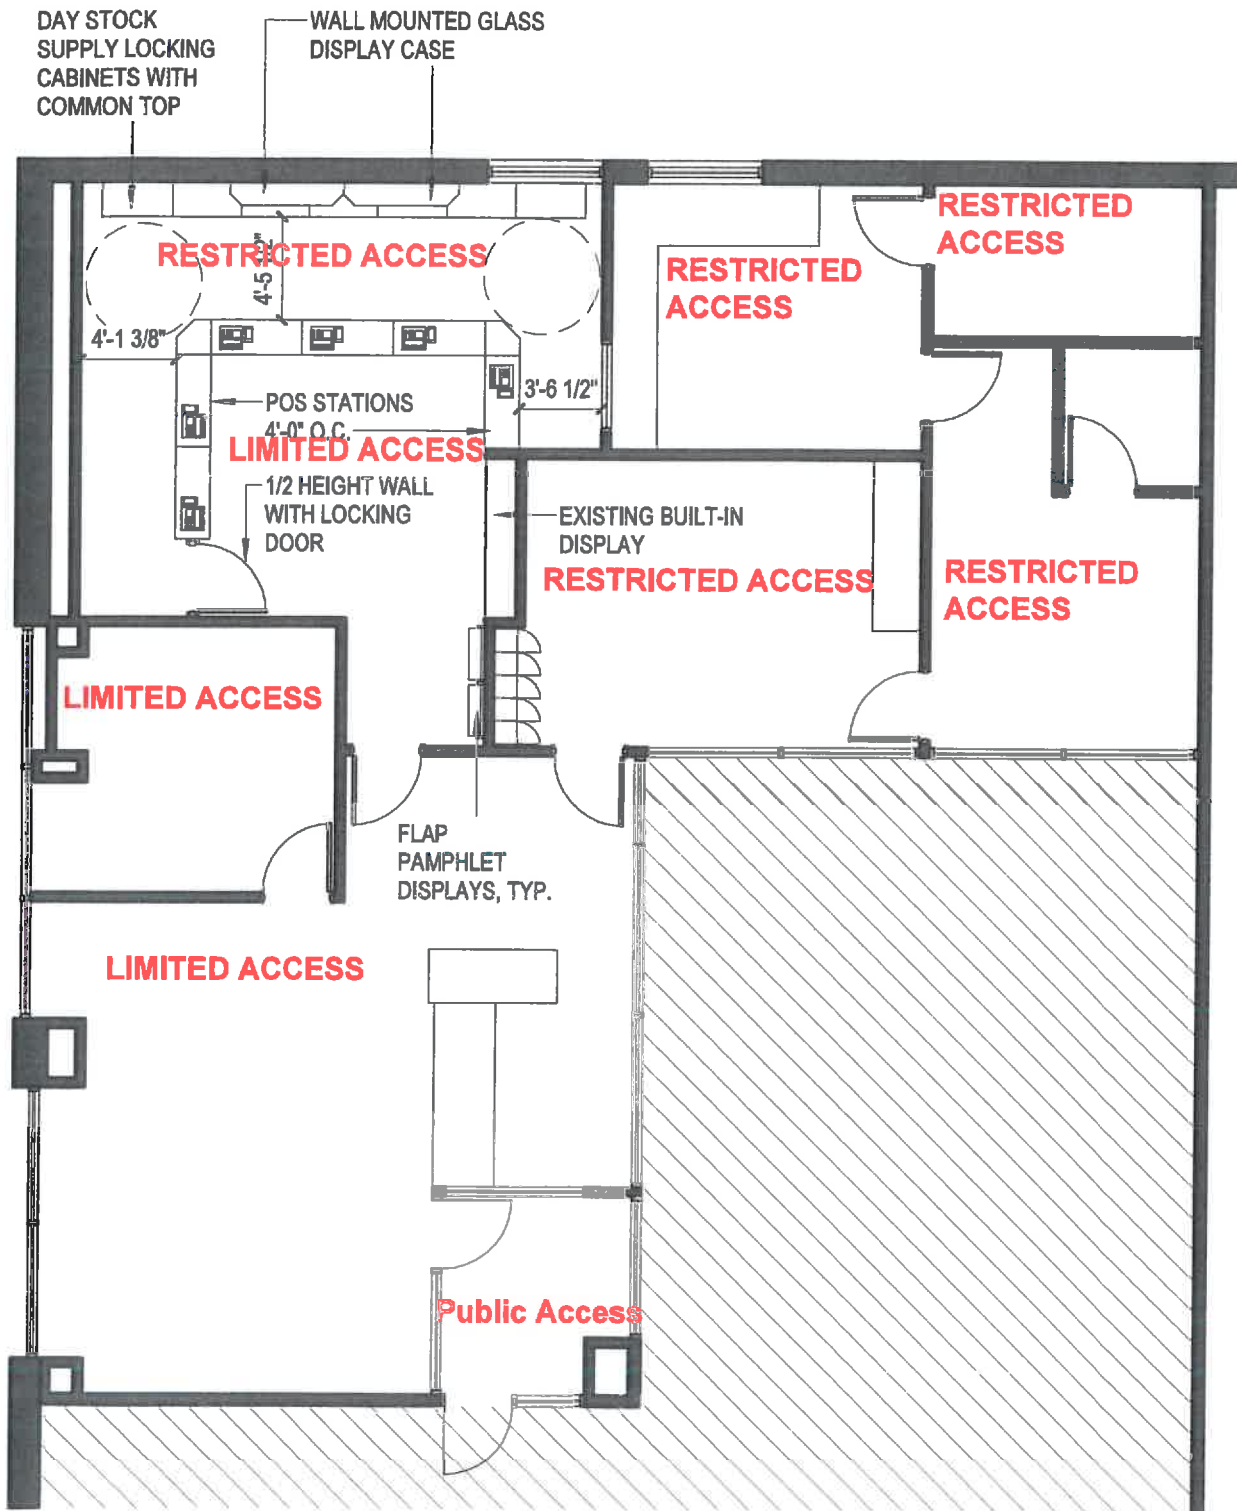 DAY STOCK
SUPPLY LOCKING
CABINETS WITH
COMMON TOP
WALL MOUNTED GLASS
DISPLAY CASE
RESTRICTED ACCESS
4'-5 1/2"
4'-1 3/8"
3'-6 1/2"
RESTRICTED
ACCESS
RESTRICTED
ACCESS
POS STATIONS
4'-0" O.C.
LIMITED ACCESS
1/2 HEIGHT WALL
WITH LOCKING
DOOR
EXISTING BUILT-IN
DISPLAY
RESTRICTED ACCESS
RESTRICTED
ACCESS
LIMITED ACCESS
FLAP
PAMPHLET
DISPLAYS, TYP.
LIMITED ACCESS
Public Access